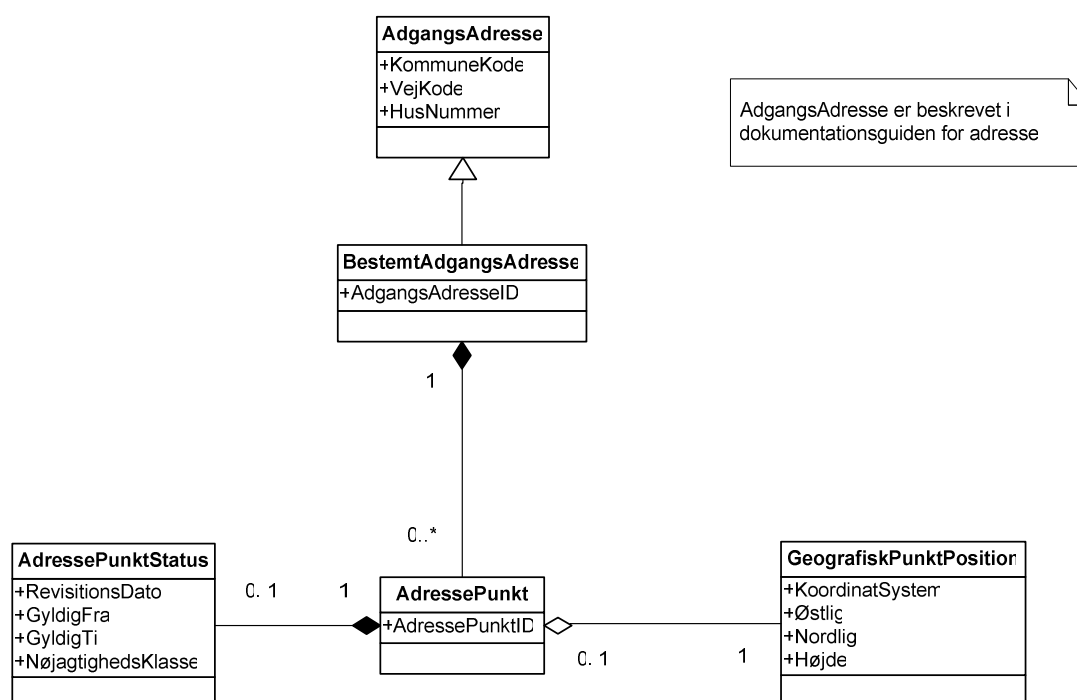 AdgangsAdresse
+KommuneKode
+VejKode
+HusNummer
AdgangsAdresse er beskrevet i
dokumentationsguiden for adresse
BestemtAdgangsAdresse
+AdgangsAdresseID
1
0..*
AdressePunktStatus
+RevisitionsDato
+GyldigFra
+GyldigTi
+NøjagtighedsKlasse
0. 1
1
AdressePunkt
+AdressePunktID
0. 1
1
GeografiskPunktPosition
+KoordinatSystem
+Østlig
+Nordlig
+Højde